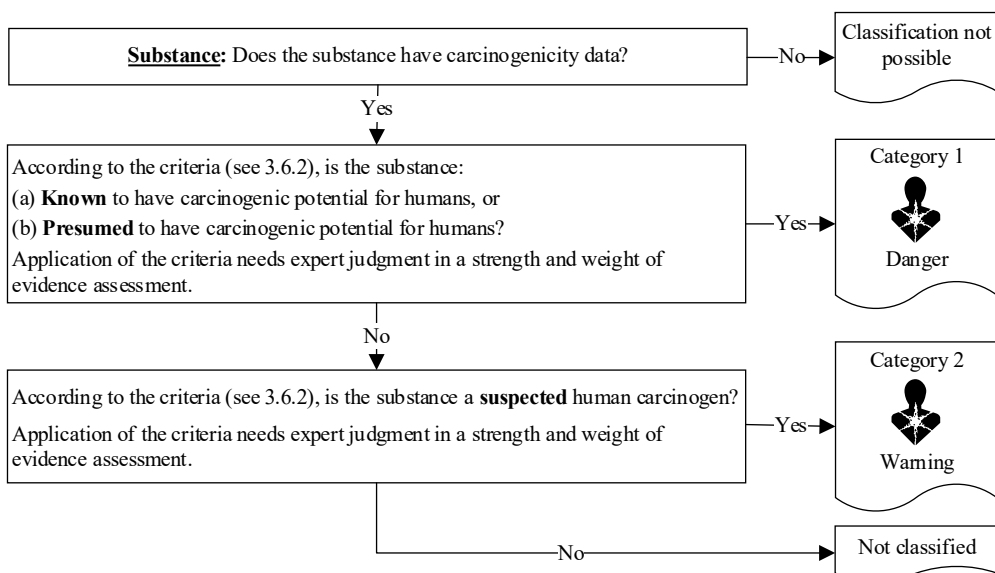 Substance: Does the substance have carcinogenicity data?
No
Classification not
possible
Yes
According to the criteria (see 3.6.2), is the substance:
(a) Known to have carcinogenic potential for humans, or
(b) Presumed to have carcinogenic potential for humans?
Application of the criteria needs expert judgment in a strength and weight of
evidence assessment.
Yes
Category 1
Danger
No
According to the criteria (see 3.6.2), is the substance a suspected human carcinogen?
Application of the criteria needs expert judgment in a strength and weight of
evidence assessment.
Yes
Category 2
Warning
No
Not classified